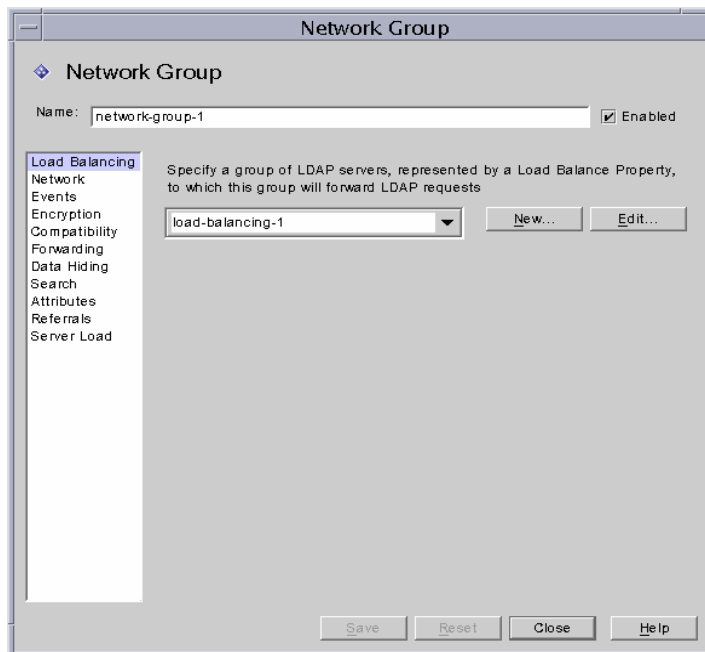 Network Group
Network Group
Name: network-group-1 Enabled
Load Balancing
Network
Events
Encryption
Compatibility
Forwarding
Data Hiding
Search
Attributes
Referrals
Server Load
Specify a group of LDAP servers, represented by a Load Balance Property,
to which this group will forward LDAP requests
load-balancing-1 New... Edit...
Save Reset Close Help